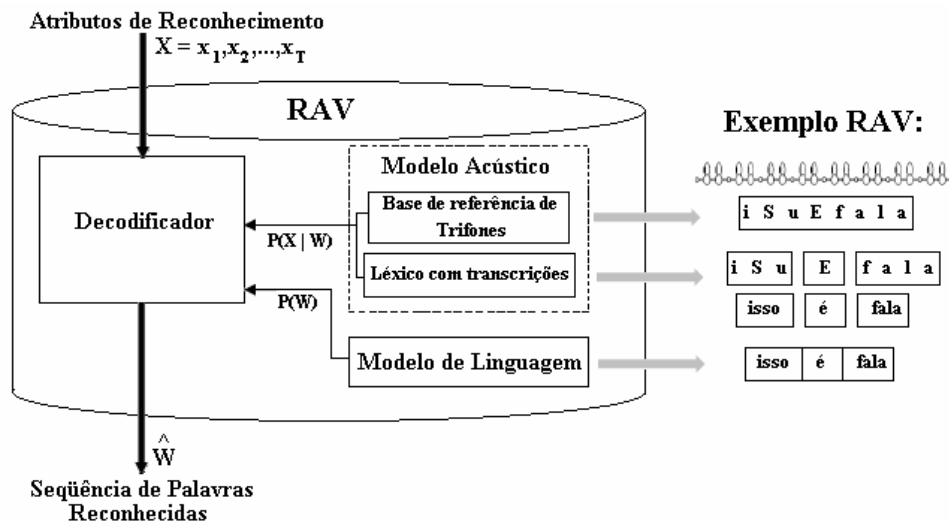 Atributos de Reconhecimento
X = x1,x2,...,xT
RAV
Exemplo RAV:
Modelo Acústico
Decodificador
Base de referência de
Trifones
P(X | W)
Léxico com transcrições
P(W)
Modelo de Linguagem
i S u E f a l a
i S u E f a l a
isso é fala
isso é fala
^
W
Seqüência de Palavras
Reconhecidas